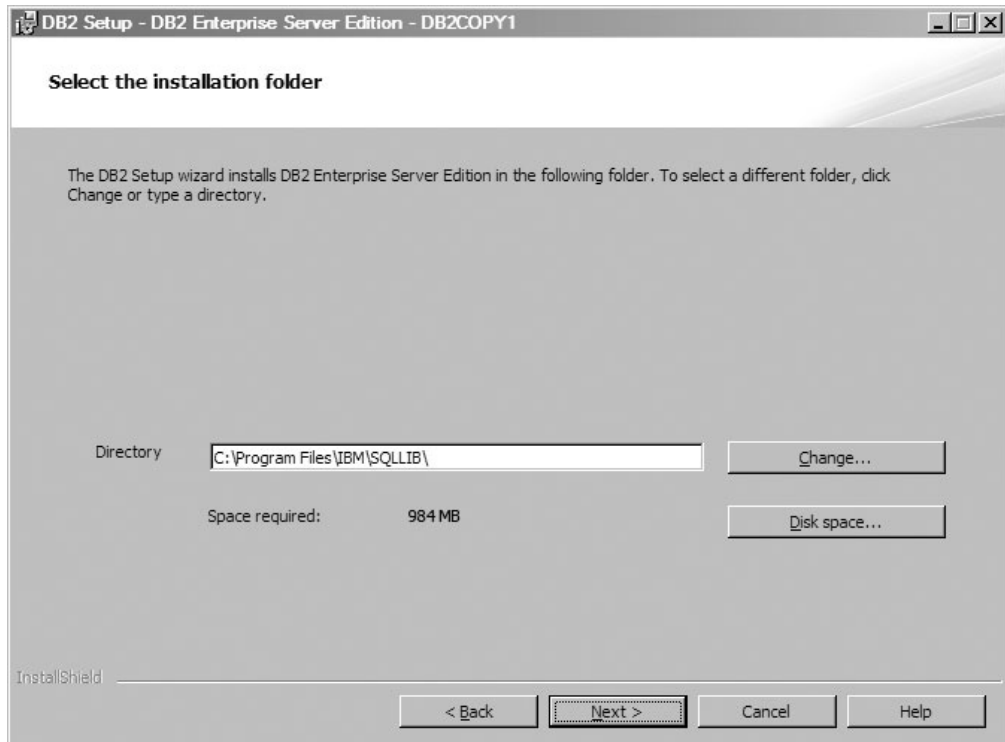 DB2 Setup - DB2 Enterprise Server Edition - DB2COPY1
Select the installation folder
The DB2 Setup wizard installs DB2 Enterprise Server Edition in the following folder. To select a different folder, click
Change or type a directory.
Directory
C:\Program Files\IBM\SQLLIB\
Change...
Space required:
984 MB
Disk space...
InstallShield
< Back
Next >
Cancel
Help